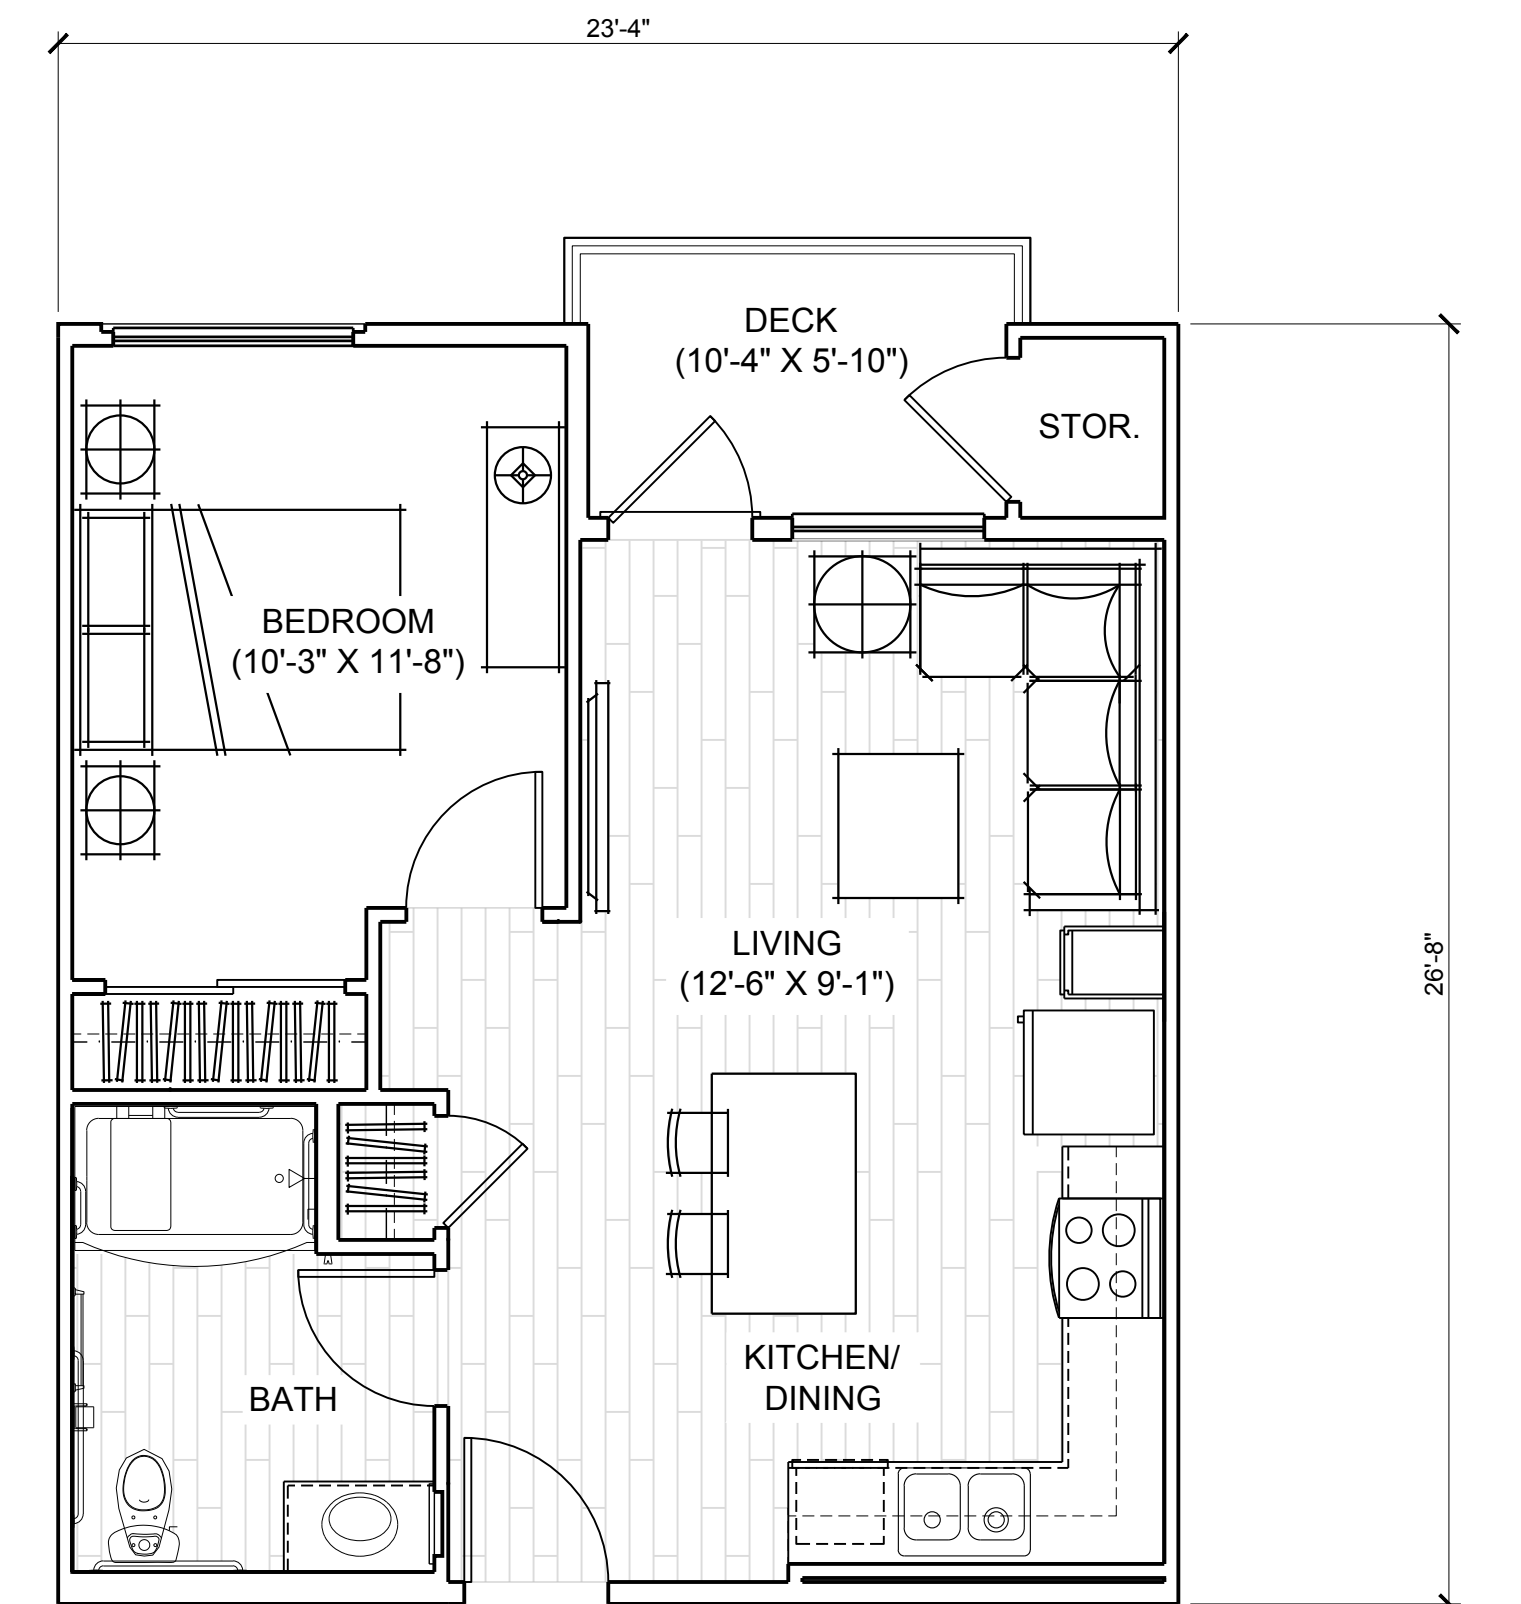 23'-4"
DECK
(10'-4" X 5'-10")
STOR.
BEDROOM
(10'-3" X 11'-8")
LIVING
(12'-6" X 9'-1")
26'-8"
KITCHEN/
DINING
BATH